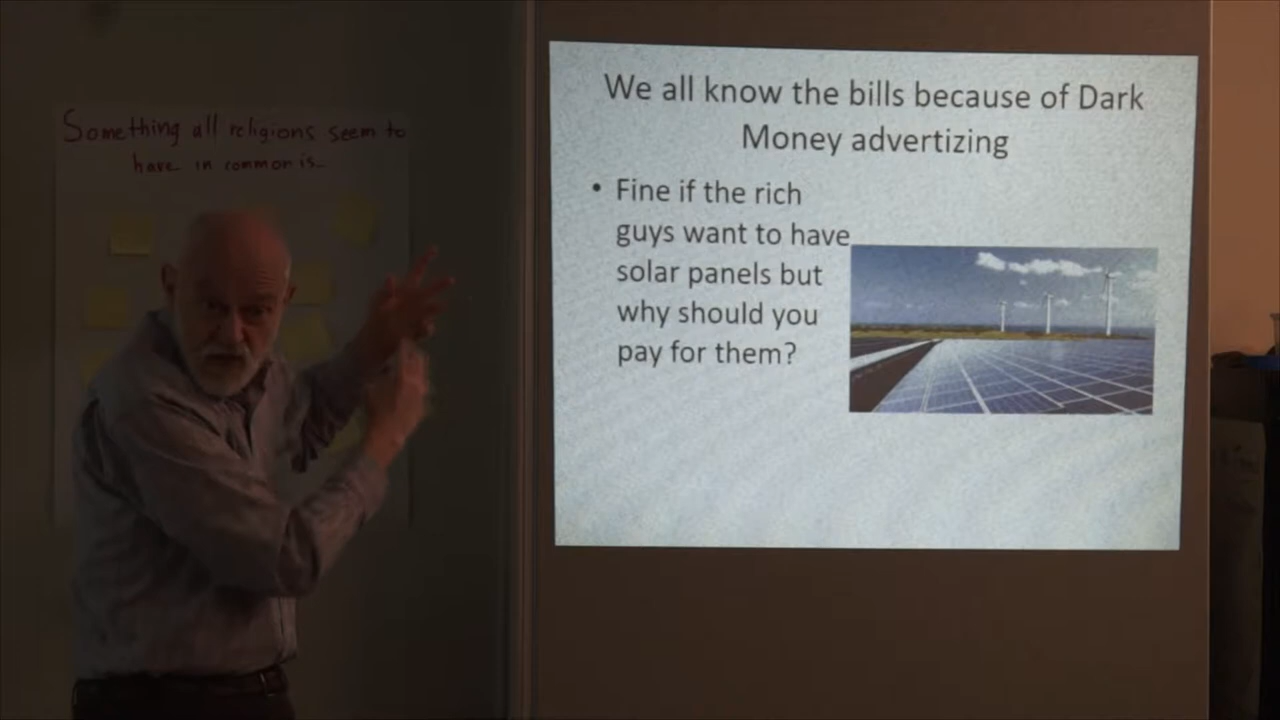 Something all religions seem to
have in common is...
We all know the bills because of Dark
Money advertizing
• Fine if the rich
guys want to have
solar panels but
why should you
pay for them?